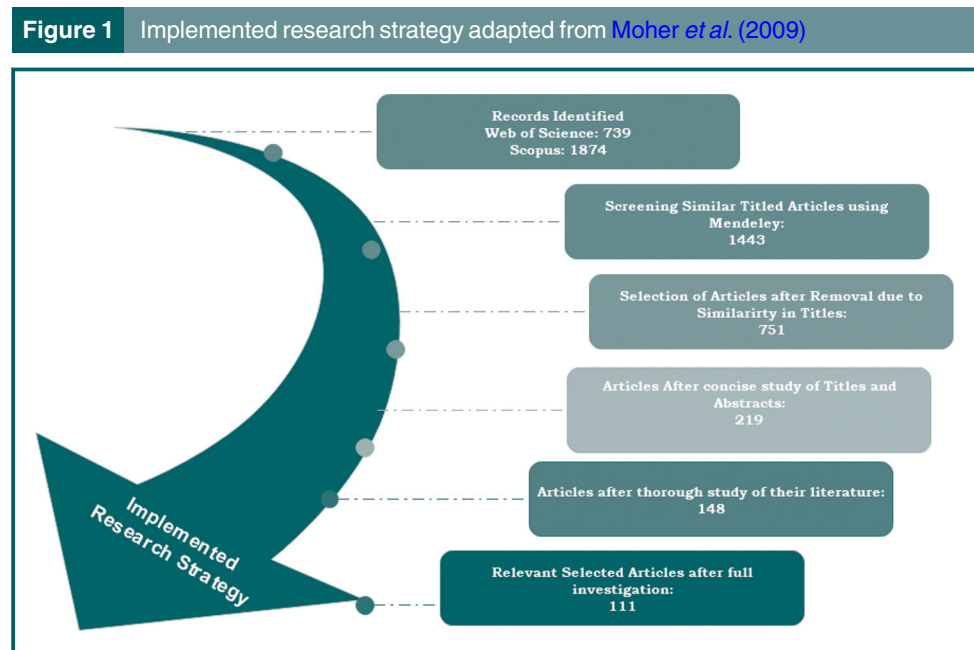 Figure 1 Implemented research strategy adapted from Moher et al. (2009)
Records Identified
Web of Science: 739
Scopus: 1874
Screening Similar Titled Articles using
Mendeley:
1443
Selection of Articles after Removal due to
Similarirty in Titles:
751
Articles After concise study of Titles and
Abstracts:
219
Articles after thorough study of their literature:
148
Relevant Selected Articles after full
investigation:
111
Implemented
Research Strategy